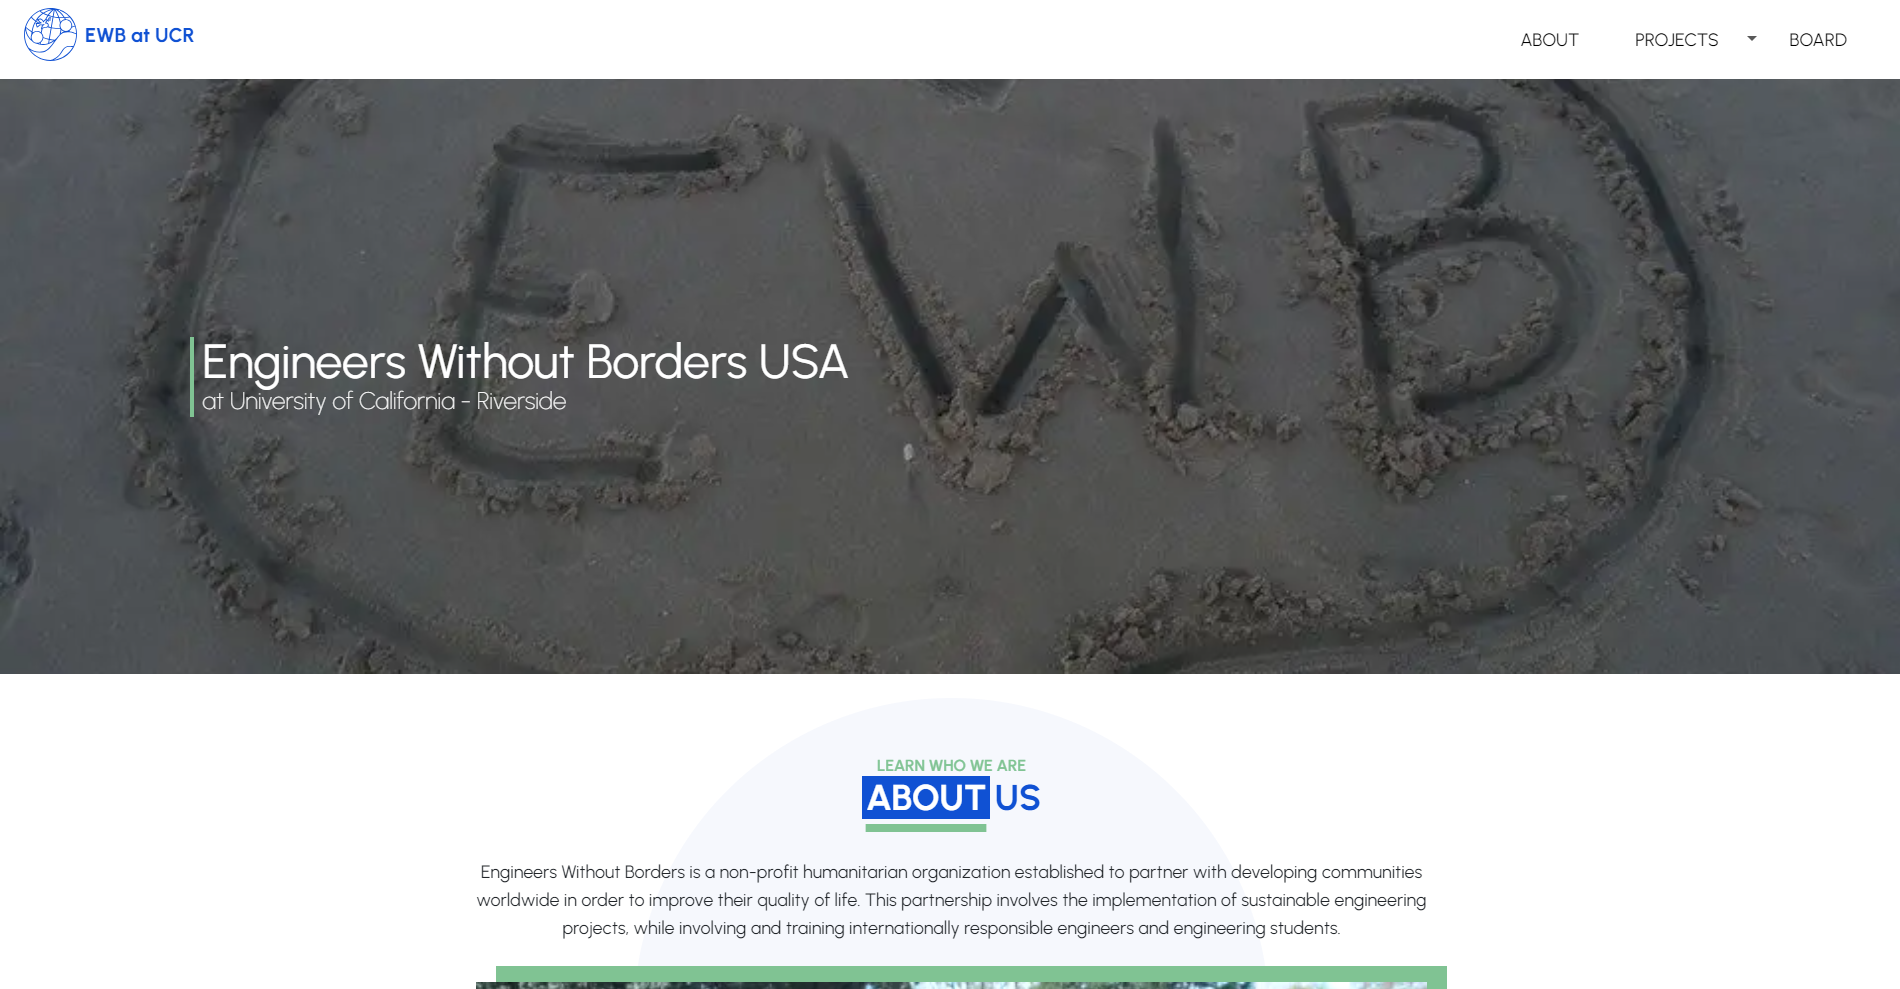 EWB at UCR
ABOUT
PROJECTS
BOARD
EWB
Engineers Without Borders USA
at University of California - Riverside
LEARN WHO WE ARE
ABOUT US
Engineers Without Borders is a non-profit humanitarian organization established to partner with developing communities
worldwide in order to improve their quality of life. This partnership involves the implementation of sustainable engineering
projects, while involving and training internationally responsible engineers and engineering students.